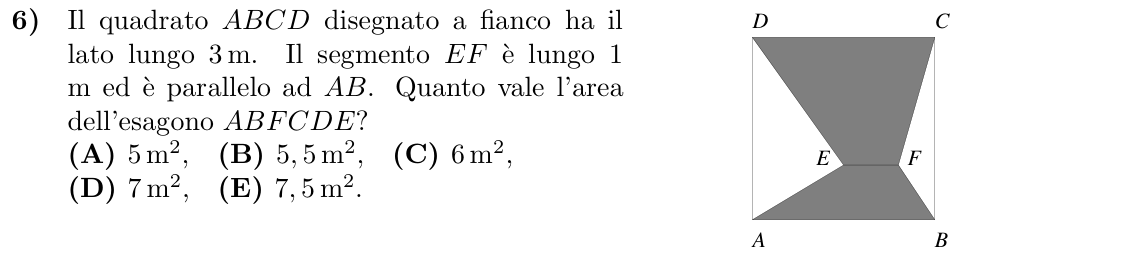 6) Il quadrato ABCD disegnato a fianco ha il
lato lungo 3 m. Il segmento EF è lungo 1
m ed è parallelo ad AB. Quanto vale l'area
dell'esagono ABFCDE?
(A) 5 m², (B) 5, 5 m², (C) 6 m²,
(D) 7 m², (E) 7, 5 m².
D C
E F
A B